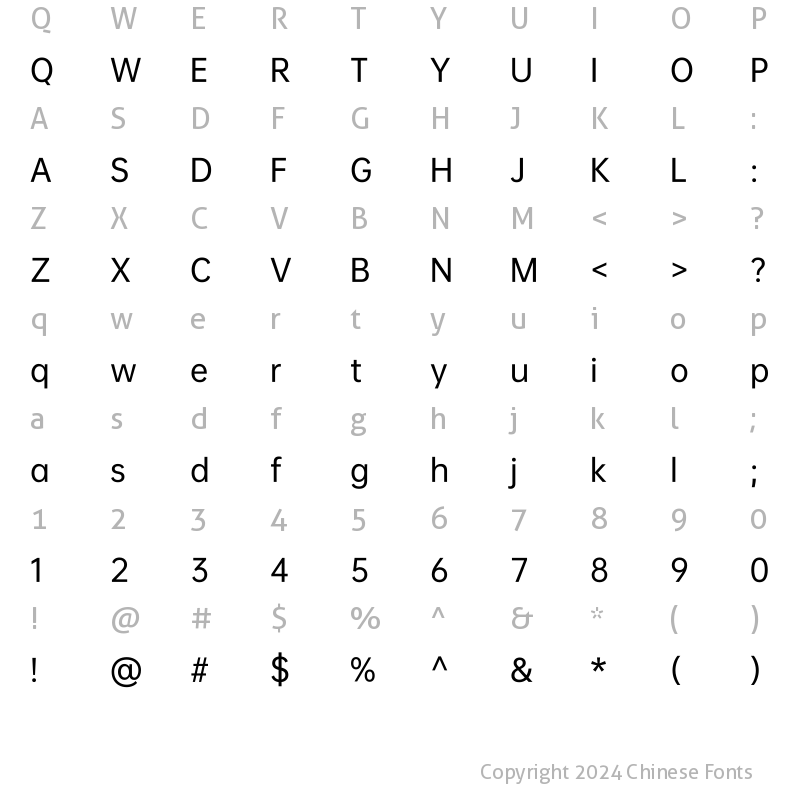 Q W E R T Y U I O P
Q W E R T Y U I O P
A S D F G H J K L :
A S D F G H J K L :
Z X C V B N M < > ?
Z X C V B N M < > ?
q w e r t y u i o p
q w e r t y u i o p
a s d f g h j k l ;
a s d f g h j k l ;
1 2 3 4 5 6 7 8 9 0
1 2 3 4 5 6 7 8 9 0
! @ # $ % ^ & * ( )
! @ # $ % ^ & * ( )
Copyright 2024 Chinese Fonts